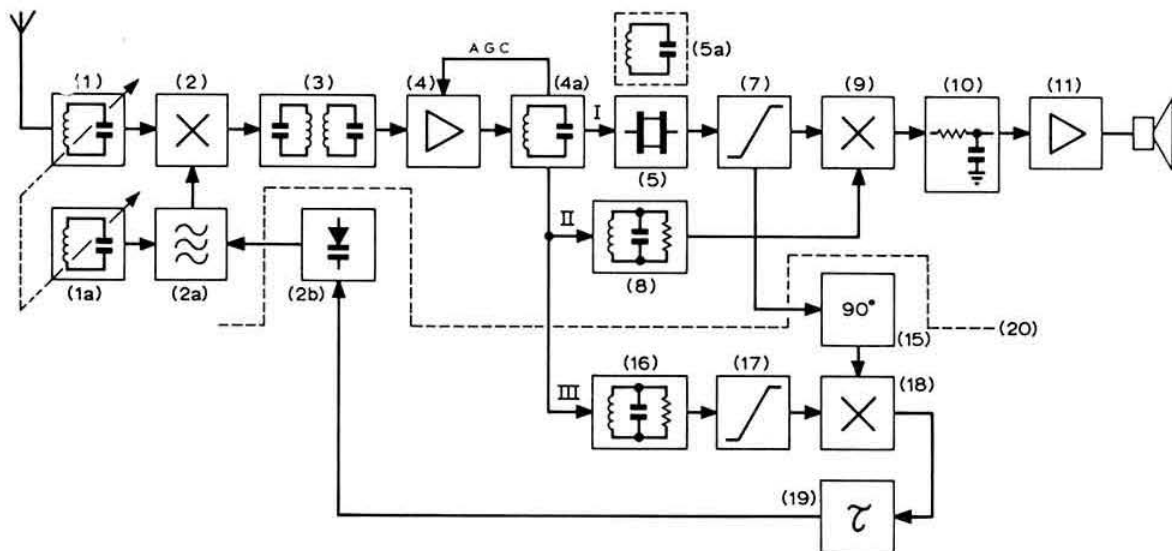 AGC
(1)
(2)
(3)
(4)
(4a)
(5a)
(7)
(9)
(10)
(11)
I
(5)
II
(1a)
(2a)
(2b)
(8)
90°
(15)
(20)
III
(16)
(17)
(18)
(19)
τ